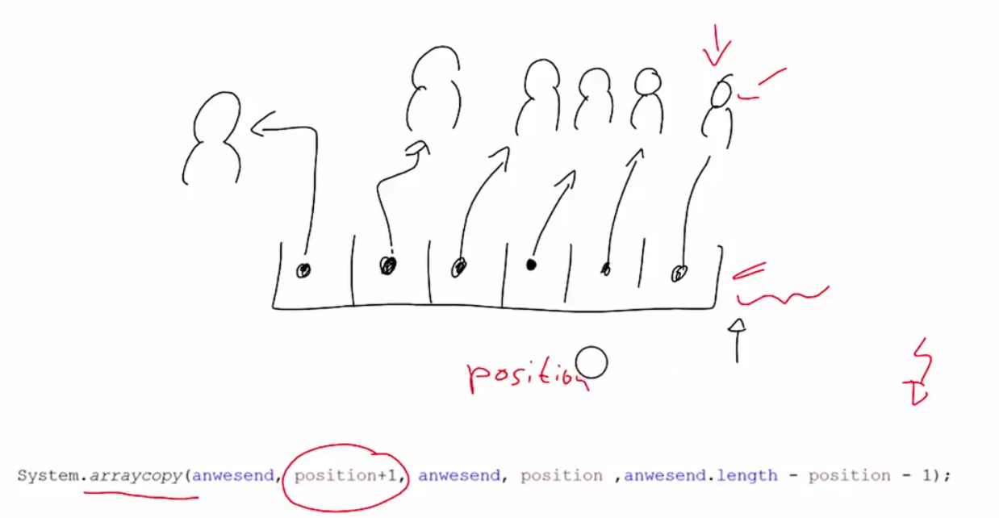 position
System.arraycopy(anwesend, position+1, anwesend, position ,anwesend.length - position - 1);